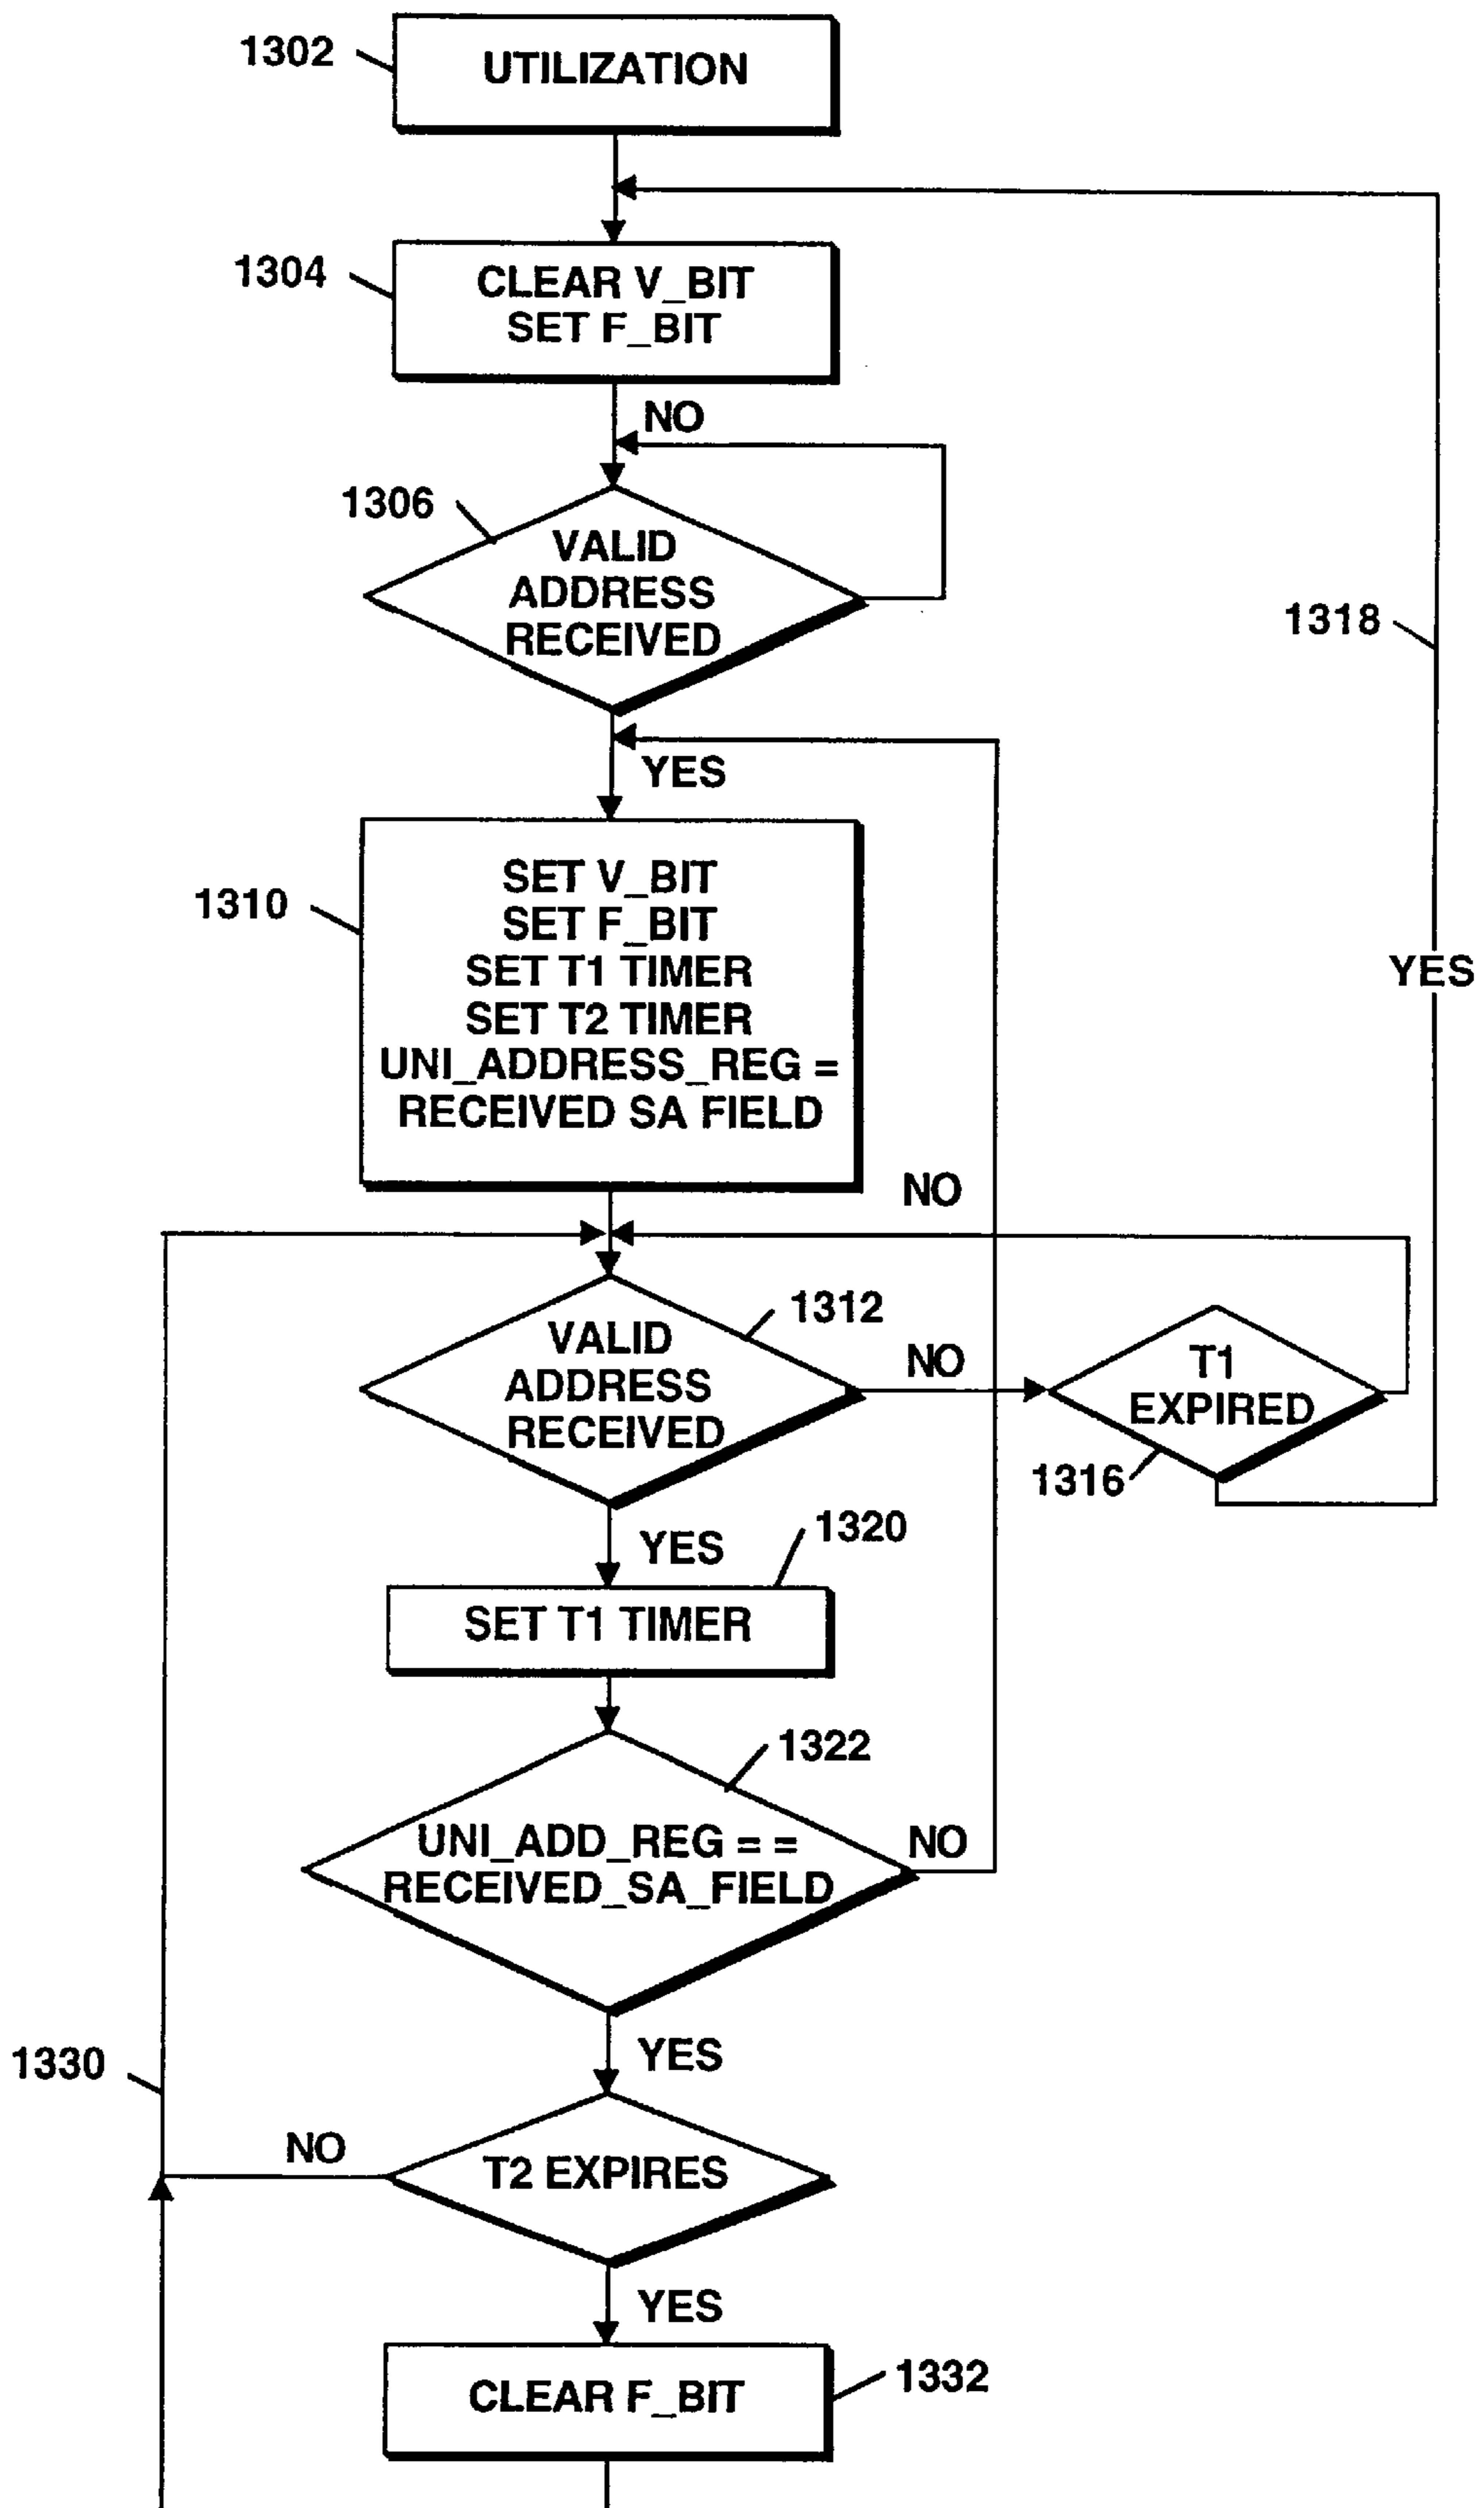 1302
UTILIZATION
1304
CLEAR V_BIT
SET F_BIT
NO
1306
VALID
ADDRESS
RECEIVED
1318
YES
YES
1310
SET V_BIT
SET F_BIT
SET T1 TIMER
SET T2 TIMER
UNI_ADDRESS_REG =
RECEIVED SA FIELD
NO
1312
VALID
ADDRESS
RECEIVED
NO
T1
EXPIRED
1316
YES
1320
SET T1 TIMER
1322
UNI_ADD_REG = =
RECEIVED_SA_FIELD
NO
YES
1330
NO
T2 EXPIRES
YES
CLEAR F_BIT
1332